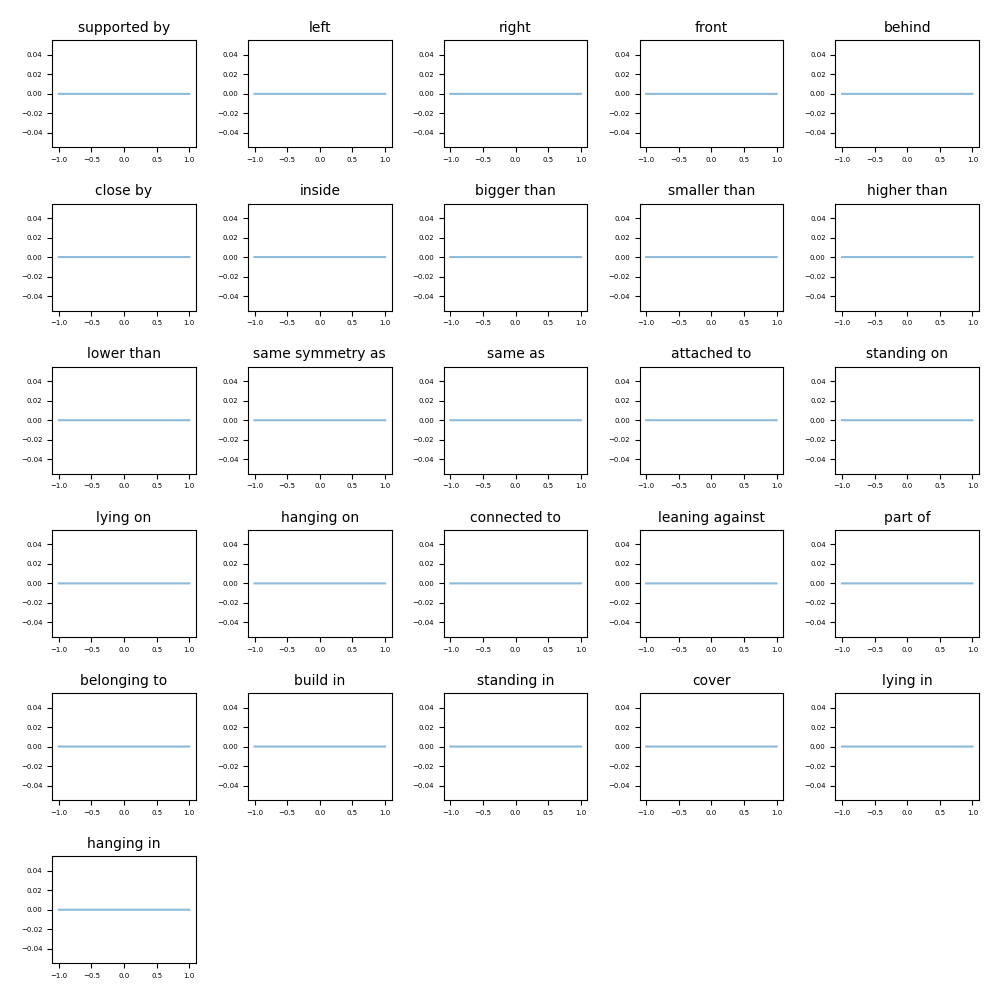 supported by left right front behind
0.04 0.04 0.04 0.04 0.04
0.02 0.02 0.02 0.02 0.02
0.00 0.00 0.00 0.00 0.00
−0.02 −0.02 −0.02 −0.02 −0.02
−0.04 −0.04 −0.04 −0.04 −0.04
−1.0 −0.5 0.0 0.5 1.0 −1.0 −0.5 0.0 0.5 1.0 −1.0 −0.5 0.0 0.5 1.0 −1.0 −0.5 0.0 0.5 1.0 −1.0 −0.5 0.0 0.5 1.0
close by inside bigger than smaller than higher than
0.04 0.04 0.04 0.04 0.04
0.02 0.02 0.02 0.02 0.02
0.00 0.00 0.00 0.00 0.00
−0.02 −0.02 −0.02 −0.02 −0.02
−0.04 −0.04 −0.04 −0.04 −0.04
−1.0 −0.5 0.0 0.5 1.0 −1.0 −0.5 0.0 0.5 1.0 −1.0 −0.5 0.0 0.5 1.0 −1.0 −0.5 0.0 0.5 1.0 −1.0 −0.5 0.0 0.5 1.0
lower than same symmetry as same as attached to standing on
0.04 0.04 0.04 0.04 0.04
0.02 0.02 0.02 0.02 0.02
0.00 0.00 0.00 0.00 0.00
−0.02 −0.02 −0.02 −0.02 −0.02
−0.04 −0.04 −0.04 −0.04 −0.04
−1.0 −0.5 0.0 0.5 1.0 −1.0 −0.5 0.0 0.5 1.0 −1.0 −0.5 0.0 0.5 1.0 −1.0 −0.5 0.0 0.5 1.0 −1.0 −0.5 0.0 0.5 1.0
lying on hanging on connected to leaning against part of
0.04 0.04 0.04 0.04 0.04
0.02 0.02 0.02 0.02 0.02
0.00 0.00 0.00 0.00 0.00
−0.02 −0.02 −0.02 −0.02 −0.02
−0.04 −0.04 −0.04 −0.04 −0.04
−1.0 −0.5 0.0 0.5 1.0 −1.0 −0.5 0.0 0.5 1.0 −1.0 −0.5 0.0 0.5 1.0 −1.0 −0.5 0.0 0.5 1.0 −1.0 −0.5 0.0 0.5 1.0
belonging to build in standing in cover lying in
0.04 0.04 0.04 0.04 0.04
0.02 0.02 0.02 0.02 0.02
0.00 0.00 0.00 0.00 0.00
−0.02 −0.02 −0.02 −0.02 −0.02
−0.04 −0.04 −0.04 −0.04 −0.04
−1.0 −0.5 0.0 0.5 1.0 −1.0 −0.5 0.0 0.5 1.0 −1.0 −0.5 0.0 0.5 1.0 −1.0 −0.5 0.0 0.5 1.0 −1.0 −0.5 0.0 0.5 1.0
hanging in
0.04
0.02
0.00
−0.02
−0.04
−1.0 −0.5 0.0 0.5 1.0